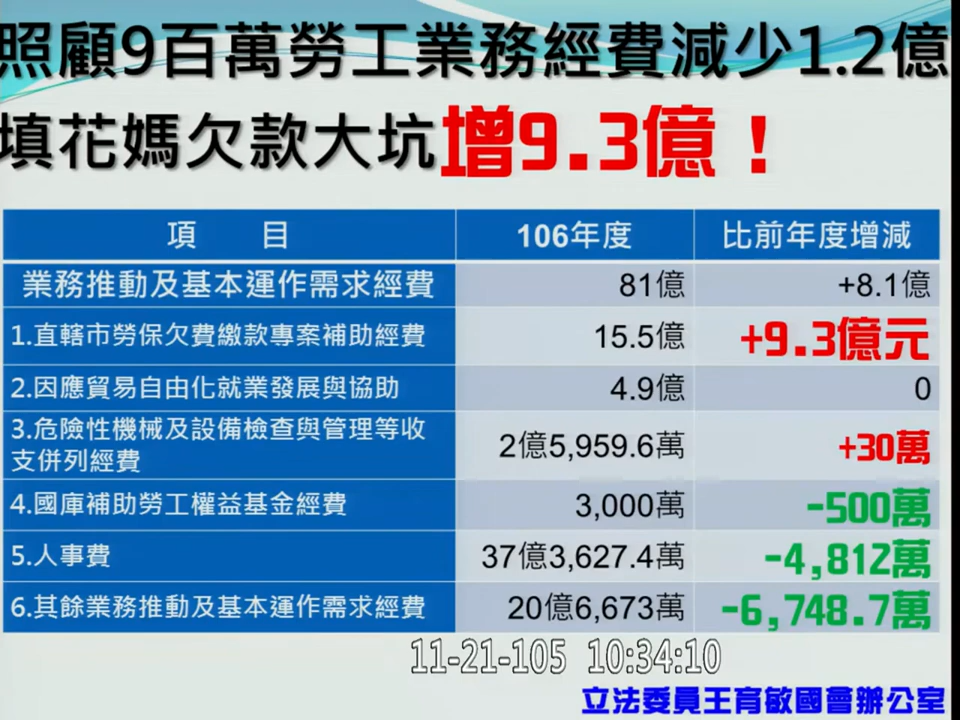 照顧9百萬勞工業務經費減少1.2億
填花媽欠款大坑增9.3億！
項 目 106年度 比前年度增減
業務推動及基本運作需求經費 81億 +8.1億
1.直轄市勞保欠費繳款專案補助經費 15.5億 +9.3億元
2.因應貿易自由化就業發展與協助 4.9億 0
3.危險性機械及設備檢查與管理等收
支併列經費 2億5,959.6萬 +30萬
4.國庫補助勞工權益基金經費 3,000萬 -500萬
5.人事費 37億3,627.4萬 -4,812萬
6.其餘業務推動及基本運作需求經費 20億6,673萬 -6,748.7萬
11-21-105 10:34:10
立法委員王育敏國會辦公室